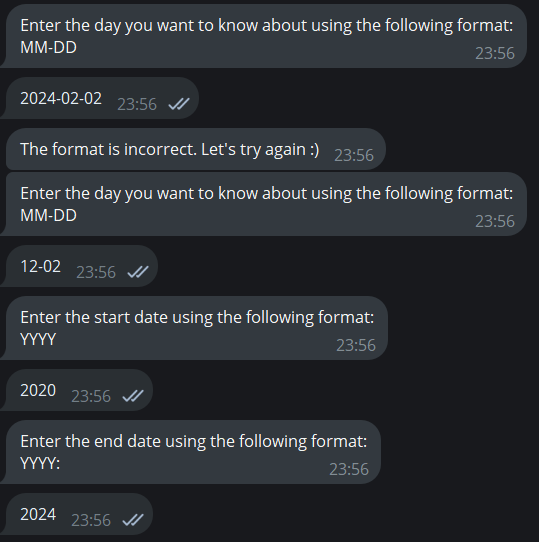 Enter the day you want to know about using the following format:
MM-DD
23:56
2024-02-02 23:56
The format is incorrect. Let's try again :) 23:56
Enter the day you want to know about using the following format:
MM-DD
23:56
12-02 23:56
Enter the start date using the following format:
YYYY
23:56
2020 23:56
Enter the end date using the following format:
YYYY:
23:56
2024 23:56